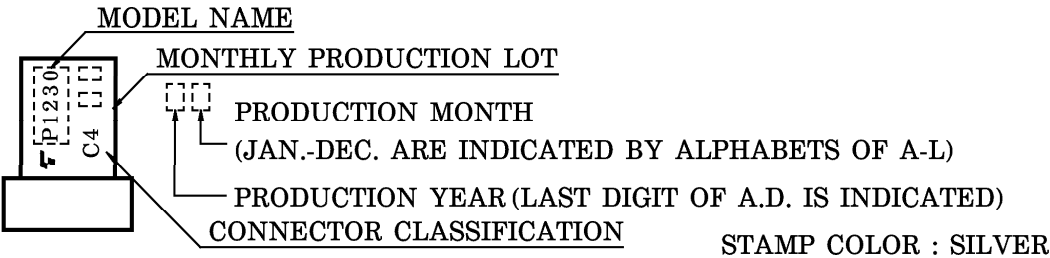 MODEL NAME
MONTHLY PRODUCTION LOT
P1230
C4
PRODUCTION MONTH
(JAN.-DEC. ARE INDICATED BY ALPHABETS OF A-L)
PRODUCTION YEAR (LAST DIGIT OF A.D. IS INDICATED)
CONNECTOR CLASSIFICATION
STAMP COLOR : SILVER